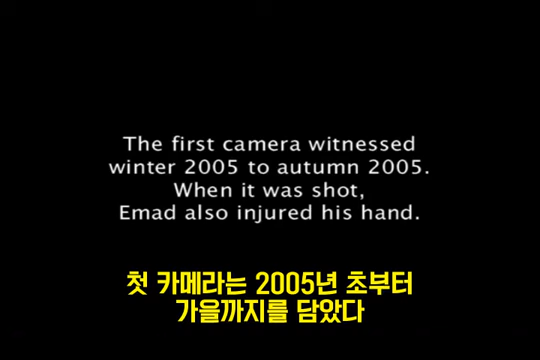 The first camera witnessed
winter 2005 to autumn 2005.
When it was shot,
Emad also injured his hand.
첫 카메라는 2005년 초부터
가을까지를 담았다